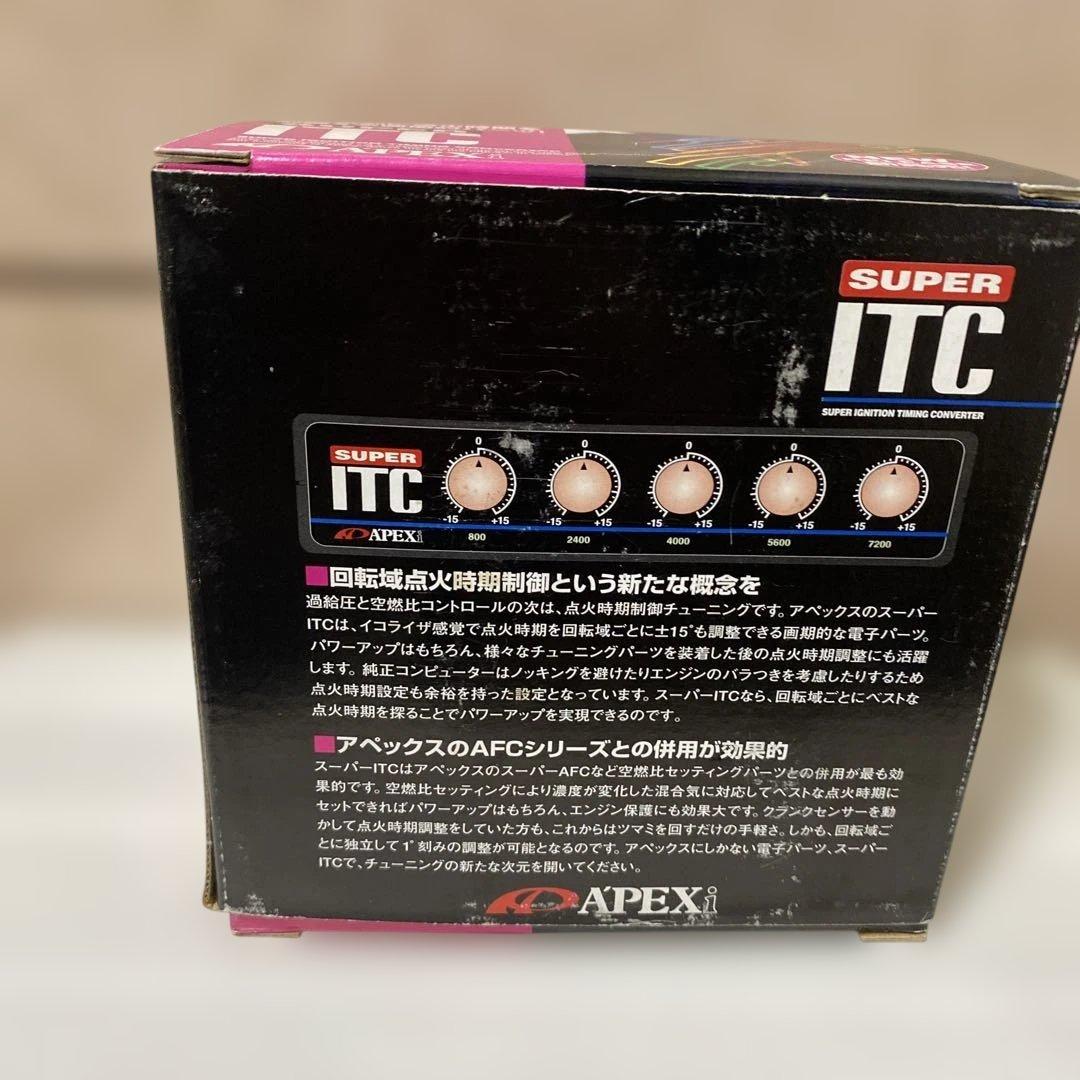 ITC
A'PEXi
SUPER
ITC
SUPER IGNITION TIMING CONVERTER
SUPER
ITC
A'PEXi
0 0 0 0 0
-15 +15 -15 +15 -15 +15 -15 +15 -15 +15
800 2400 4000 5600 7200
■回転域点火時期制御という新たな概念を
過給圧と空燃比コントロールの次は、点火時期制御チューニングです。アペックスのスーパー
ITCは、イコライザ感覚で点火時期を回転域ごとに±15°も調整できる画期的な電子パーツ。
パワーアップはもちろん、様々なチューニングパーツを装着した後の点火時期調整にも活躍
します。純正コンピューターはノッキングを避けたりエンジンのバラつきを考慮したりするため
点火時期設定も余裕を持った設定となっています。スーパーITCなら、回転域ごとにベストな
点火時期を探ることでパワーアップを実現できるのです。
■アペックスのAFCシリーズとの併用が効果的
スーパーITCはアペックスのスーパーAFCなど空燃比セッティングパーツとの併用が最も効
果的です。空燃比セッティングにより濃度が変化した混合気に対応してベストな点火時期に
セットできればパワーアップはもちろん、エンジン保護にも効果大です。クランクセンサーを動
かして点火時期調整をしていた方も、これからはツマミを回すだけの手軽さ。しかも、回転域ご
とに独立して1°刻みの調整が可能となるのです。アペックスにしかない電子パーツ、スーパー
ITCで、チューニングの新たな次元を開いてください。
A'PEXi